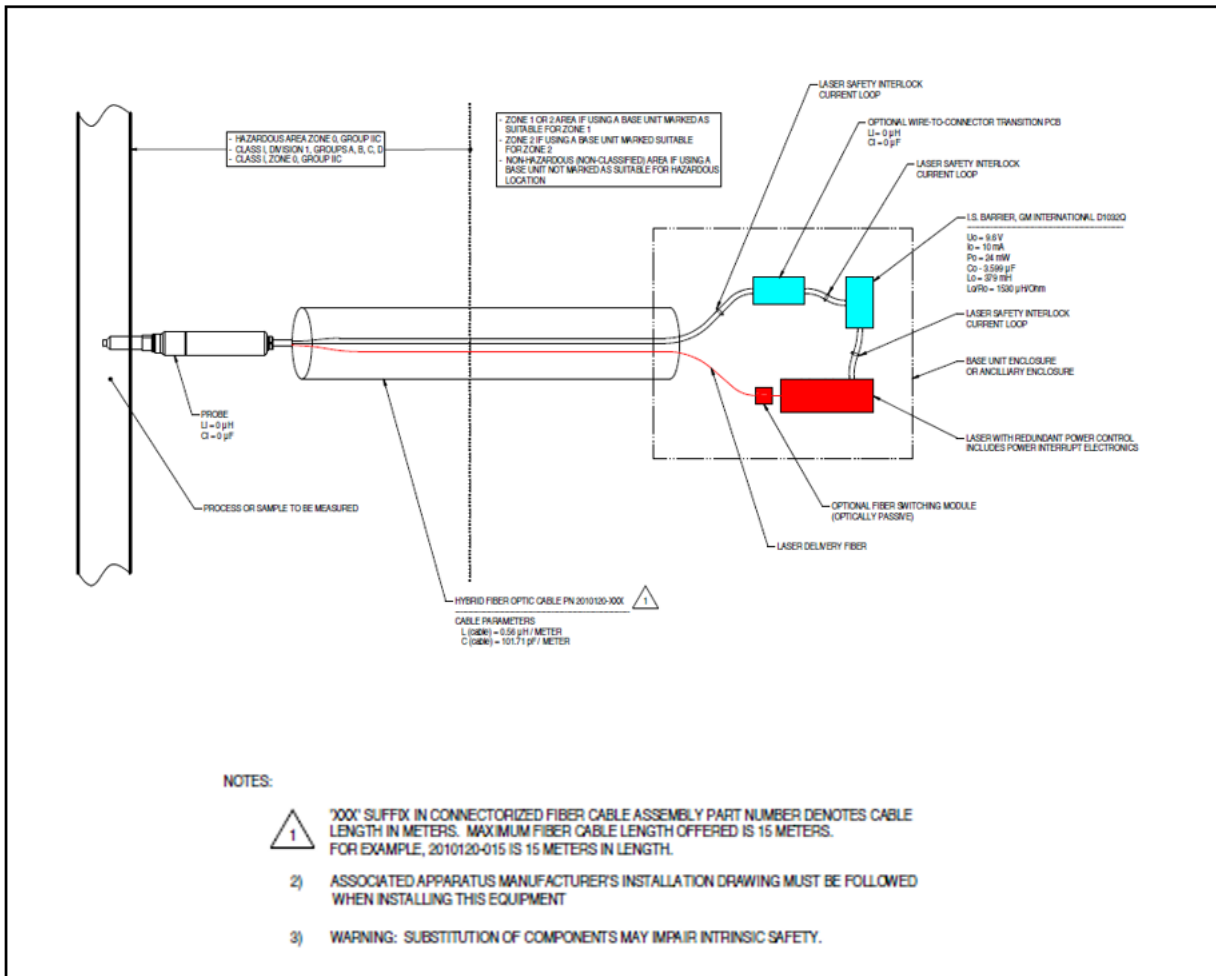 LASER SAFETY INTERLOCK
CURRENT LOOP
- HAZARDOUS AREA ZONE 0, GROUP IIC
- CLASS I, DIVISION 1, GROUPS A, B, C, D
- CLASS I, ZONE 0, GROUP IIC
- ZONE 1 OR 2 AREA IF USING A BASE UNIT MARKED AS
SUITABLE FOR ZONE 1
- ZONE 2 IF USING A BASE UNIT MARKED SUITABLE
FOR ZONE 2
- NON-HAZARDOUS (NON-CLASSIFIED) AREA IF USING A
BASE UNIT NOT MARKED AS SUITABLE FOR HAZARDOUS
LOCATION
OPTIONAL WIRE-TO-CONNECTOR TRANSITION PCB
Li = 0 µH
Ci = 0 µF
LASER SAFETY INTERLOCK
CURRENT LOOP
I.S. BARRIER, GM INTERNATIONAL D1032Q
Uo = 9.6 V
Io = 10 mA
Po = 24 mW
Co - 3.599 µF
Lo = 379 mH
Lo/Ro = 1530 µH/Ohm
LASER SAFETY INTERLOCK
CURRENT LOOP
BASE UNIT ENCLOSURE
OR ANCILLIARY ENCLOSURE
PROBE
Li = 0 µH
Ci = 0 µF
LASER WITH REDUNDANT POWER CONTROL
INCLUDES POWER INTERRUPT ELECTRONICS
PROCESS OR SAMPLE TO BE MEASURED
OPTIONAL FIBER SWITCHING MODULE
(OPTICALLY PASSIVE)
LASER DELIVERY FIBER
HYBRID FIBER OPTIC CABLE PN 2010120-XXX
1
CABLE PARAMETERS
L (cable) = 0.56 µH / METER
C (cable) = 101.71 pF / METER
NOTES:
1
'XXX' SUFFIX IN CONNECTORIZED FIBER CABLE ASSEMBLY PART NUMBER DENOTES CABLE
LENGTH IN METERS. MAXIMUM FIBER CABLE LENGTH OFFERED IS 15 METERS.
FOR EXAMPLE, 2010120-015 IS 15 METERS IN LENGTH.
2) ASSOCIATED APPARATUS MANUFACTURER'S INSTALLATION DRAWING MUST BE FOLLOWED
WHEN INSTALLING THIS EQUIPMENT
3) WARNING: SUBSTITUTION OF COMPONENTS MAY IMPAIR INTRINSIC SAFETY.